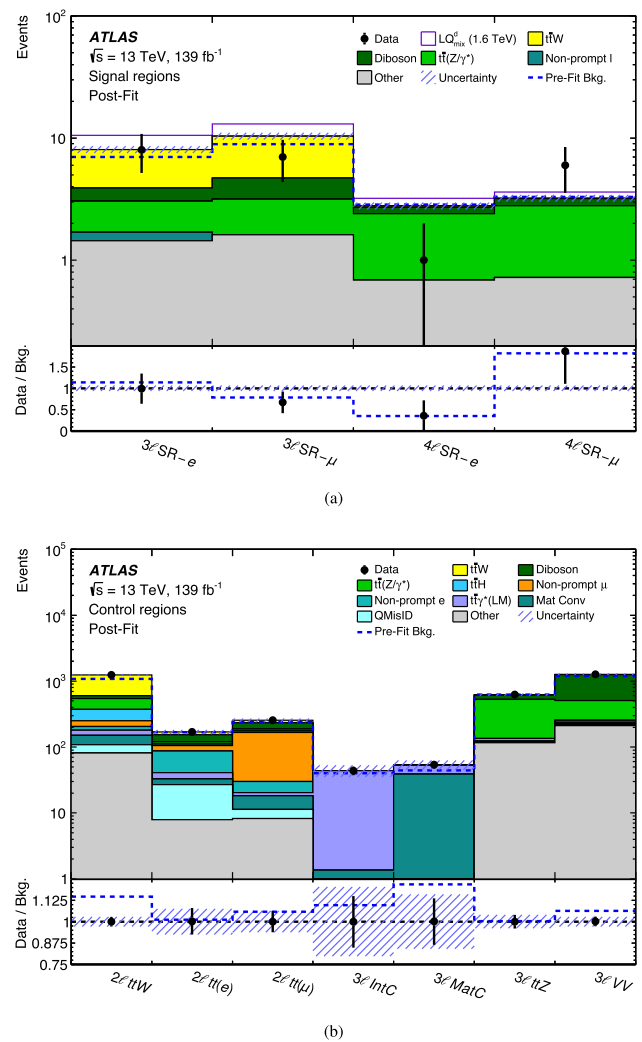 Events
10²
10
1
ATLAS
√s = 13 TeV, 139 fb⁻¹
Signal regions
Post-Fit
Data
LQᵈₘᵢₓ (1.6 TeV)
tt̄W
Diboson
tt̄(Z/γ*)
Non-prompt l
Other
Uncertainty
Pre-Fit Bkg.
Data / Bkg.
1.5
1
0.5
0
3ℓSR−e
3ℓSR−μ
4ℓSR−e
4ℓSR−μ
(a)
Events
10⁵
10⁴
10³
10²
10
1
ATLAS
√s = 13 TeV, 139 fb⁻¹
Control regions
Post-Fit
Data
tt̄W
Diboson
tt̄(Z/γ*)
tt̄H
Non-prompt μ
Non-prompt e
tt̄γ*(LM)
Mat Conv
QMisID
Other
Uncertainty
Pre-Fit Bkg.
Data / Bkg.
1.125
1
0.875
0.75
2ℓ ttW
2ℓ tt(e)
2ℓ tt(μ)
3ℓ IntC
3ℓ MatC
3ℓ ttZ
3ℓ VV
(b)